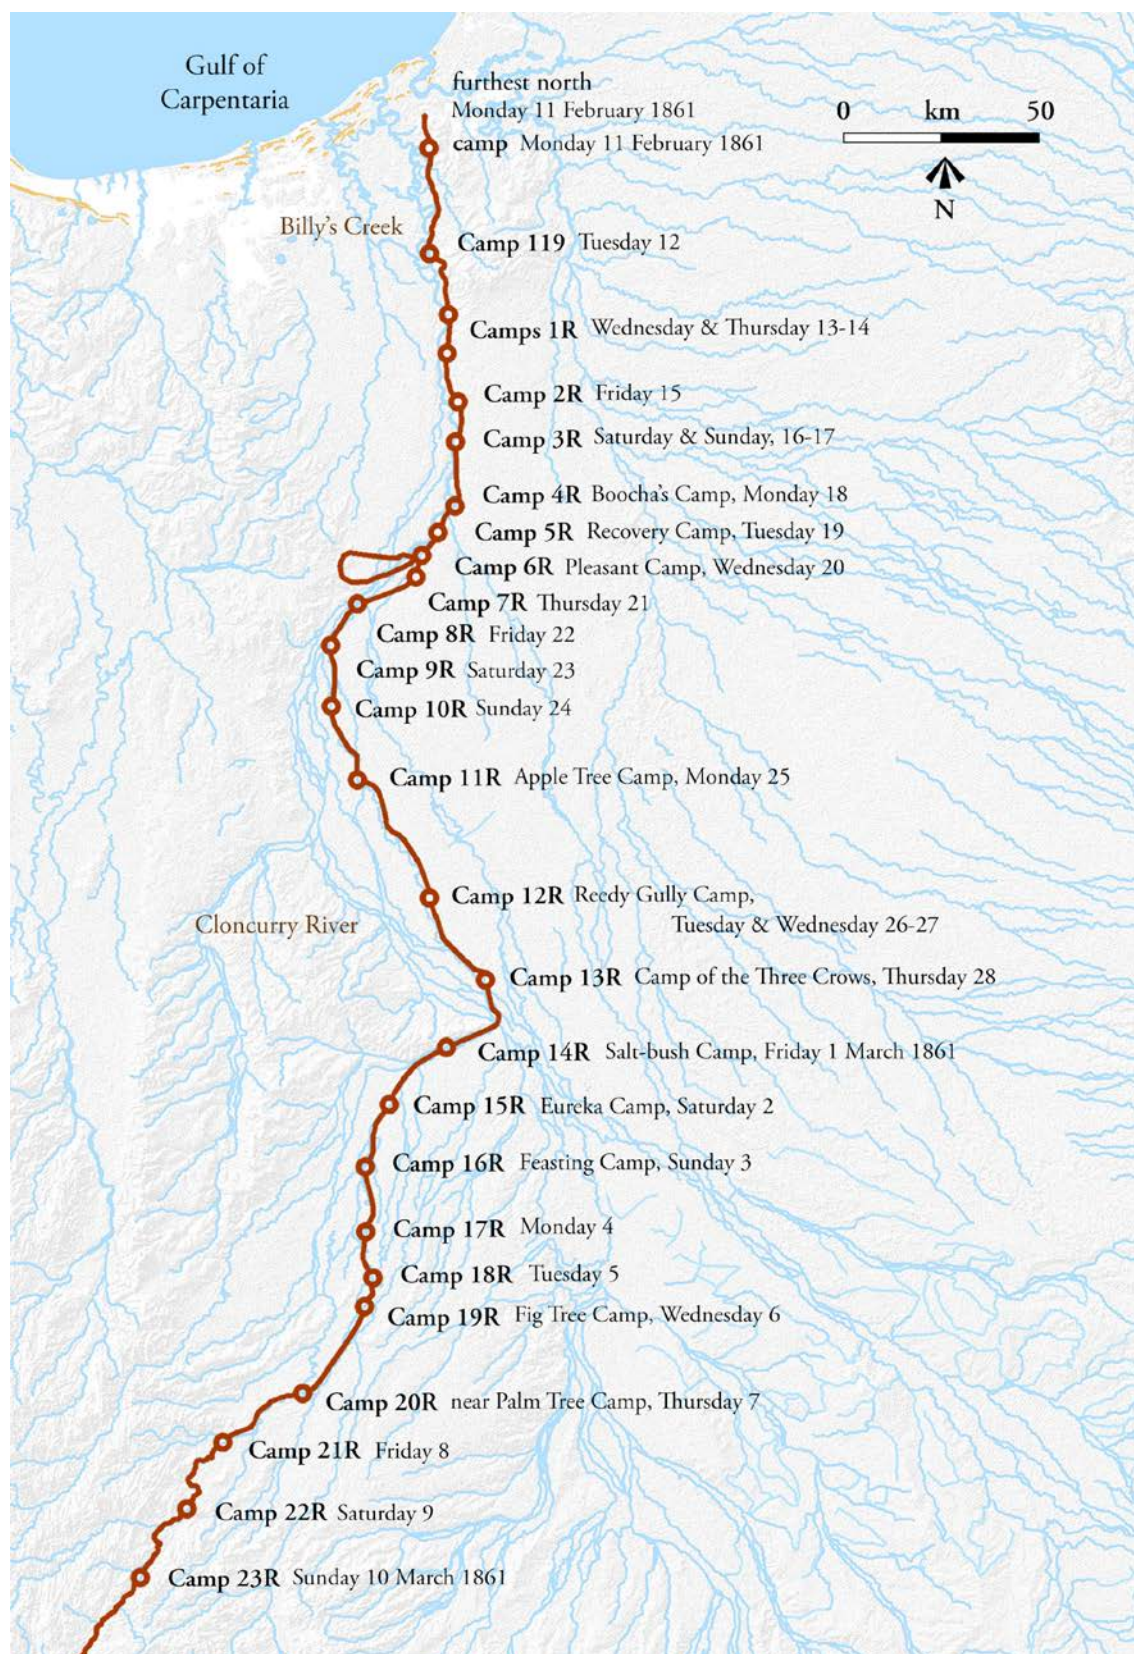 Gulf of
Carpentaria
furthest north
Monday 11 February 1861
0 km 50
camp Monday 11 February 1861
N
Billy's Creek
Camp 119 Tuesday 12
Camps 1R Wednesday & Thursday 13-14
Camp 2R Friday 15
Camp 3R Saturday & Sunday, 16-17
Camp 4R Boocha's Camp, Monday 18
Camp 5R Recovery Camp, Tuesday 19
Camp 6R Pleasant Camp, Wednesday 20
Camp 7R Thursday 21
Camp 8R Friday 22
Camp 9R Saturday 23
Camp 10R Sunday 24
Camp 11R Apple Tree Camp, Monday 25
Camp 12R Reedy Gully Camp,
Tuesday & Wednesday 26-27
Cloncurry River
Camp 13R Camp of the Three Crows, Thursday 28
Camp 14R Salt-bush Camp, Friday 1 March 1861
Camp 15R Eureka Camp, Saturday 2
Camp 16R Feasting Camp, Sunday 3
Camp 17R Monday 4
Camp 18R Tuesday 5
Camp 19R Fig Tree Camp, Wednesday 6
Camp 20R near Palm Tree Camp, Thursday 7
Camp 21R Friday 8
Camp 22R Saturday 9
Camp 23R Sunday 10 March 1861